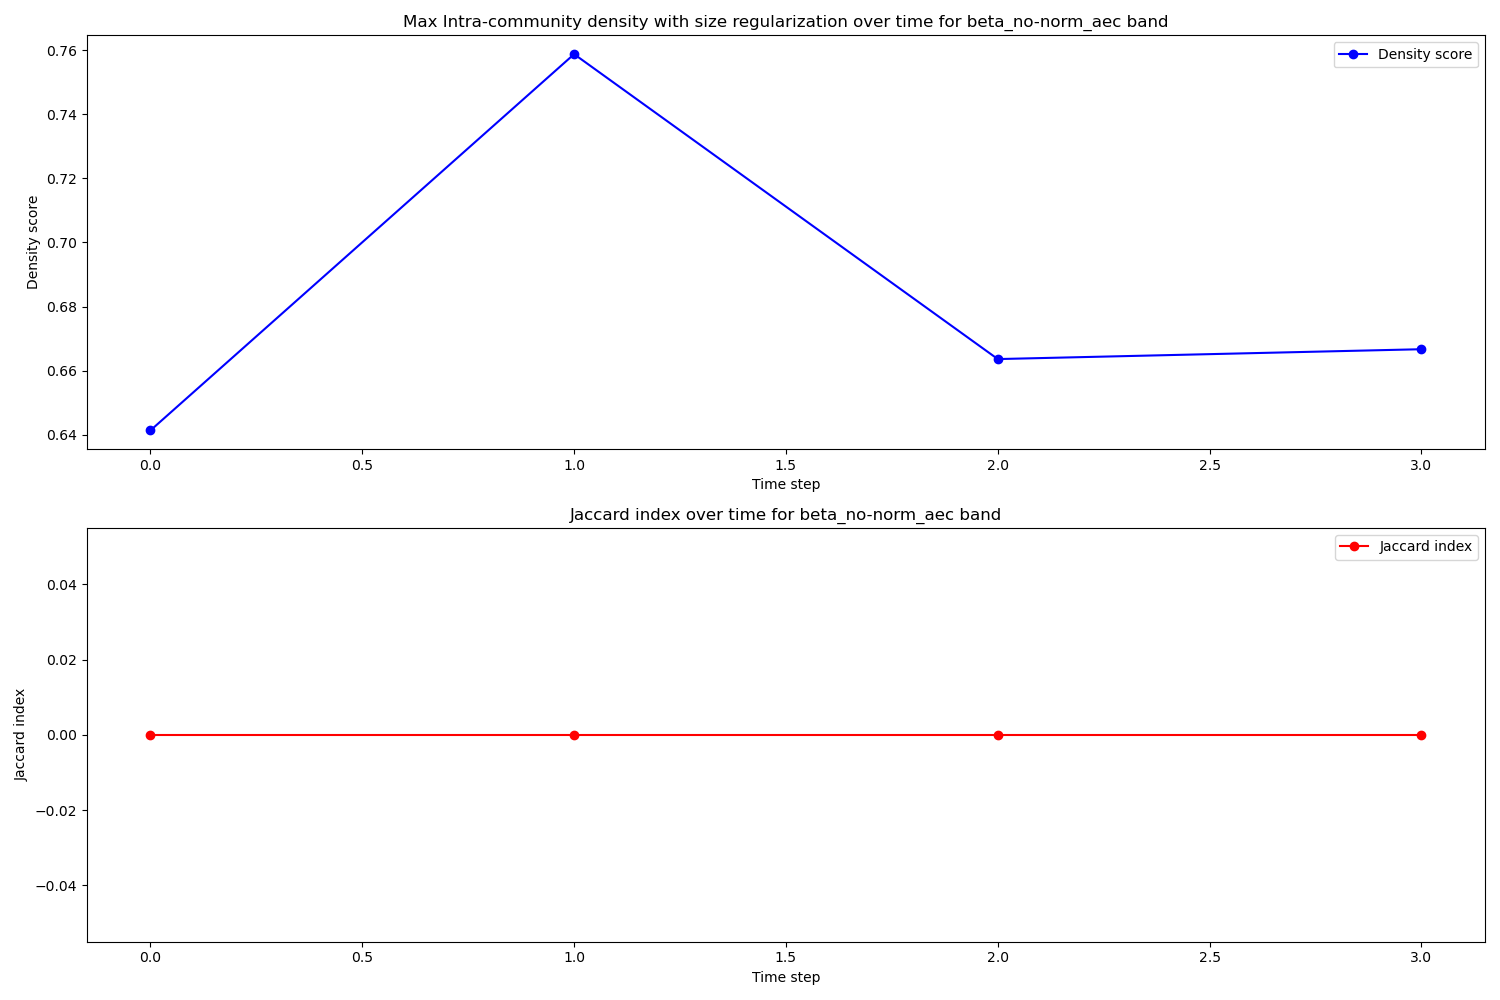 Max Intra-community density with size regularization over time for beta_no-norm_aec band
Density score
0.76
0.74
0.72
0.70
0.68
0.66
0.64
Density score
0.0 0.5 1.0 1.5 2.0 2.5 3.0
Time step
Jaccard index over time for beta_no-norm_aec band
Jaccard index
0.04
0.02
0.00
−0.02
−0.04
Jaccard index
0.0 0.5 1.0 1.5 2.0 2.5 3.0
Time step